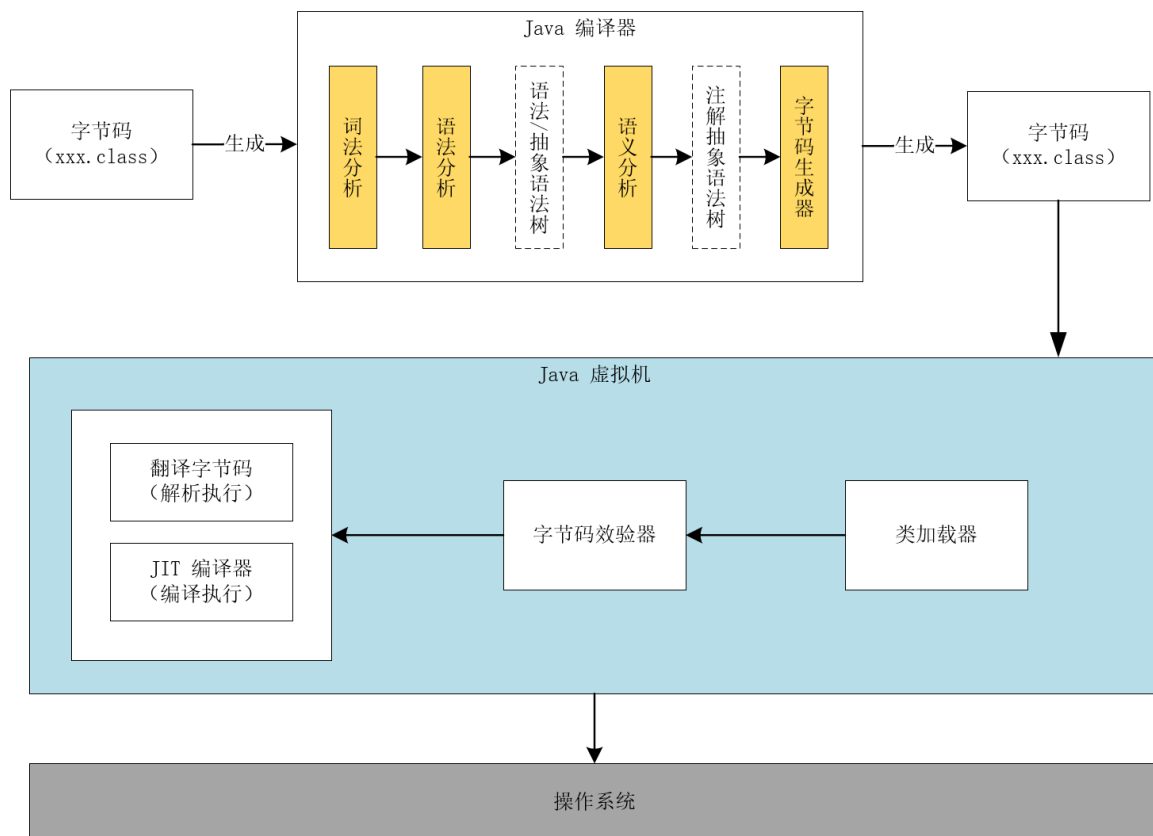 Java 编译器
字节码
（xxx.class）
生成
词法分析
语法分析
语法/抽象语法树
语义分析
注解抽象语法树
字节码生成器
生成
字节码
（xxx.class）
Java 虚拟机
翻译字节码
（解析执行）
JIT 编译器
（编译执行）
字节码效验器
类加载器
操作系统